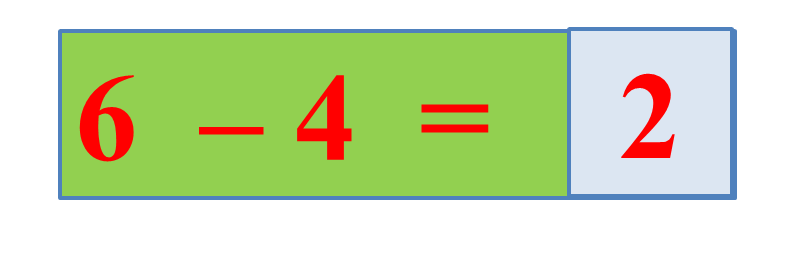 6 – 4 = 2